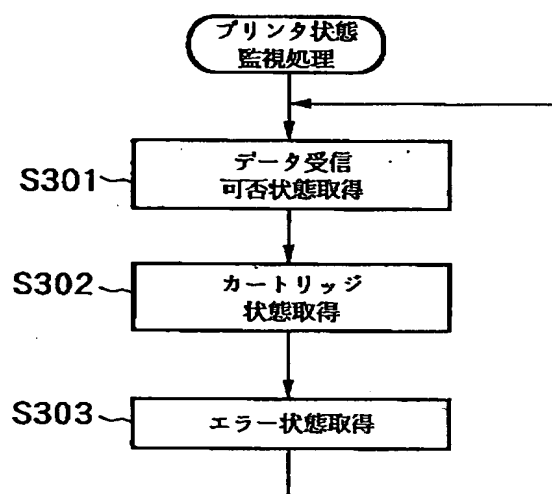 プリンタ状態
監視処理
S301
データ受信
可否状態取得
S302
カートリッジ
状態取得
S303
エラー状態取得